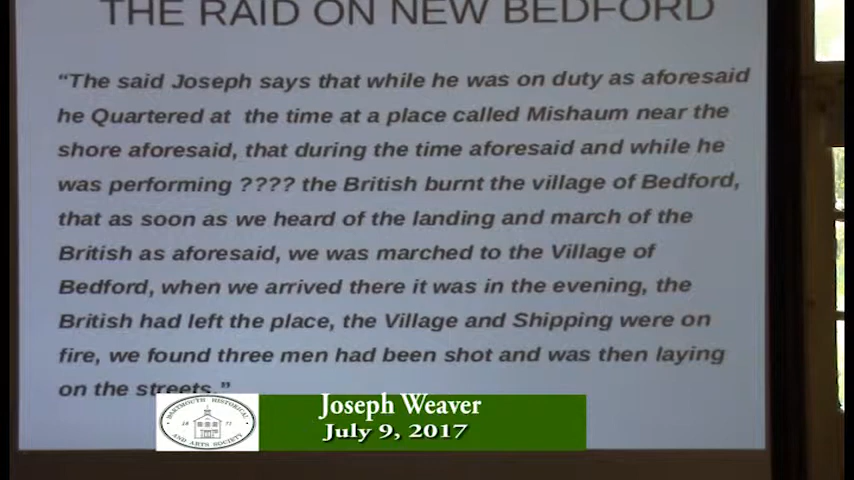 THE RAID ON NEW BEDFORD
“The said Joseph says that while he was on duty as aforesaid
he Quartered at the time at a place called Mishaum near the
shore aforesaid, that during the time aforesaid and while he
was performing ???? the British burnt the village of Bedford,
that as soon as we heard of the landing and march of the
British as aforesaid, we was marched to the Village of
Bedford, when we arrived there it was in the evening, the
British had left the place, the Village and Shipping were on
fire, we found three men had been shot and was then laying
on the streets.”
DARTMOUTH HISTORICAL
AND ARTS SOCIETY
Joseph Weaver
July 9, 2017